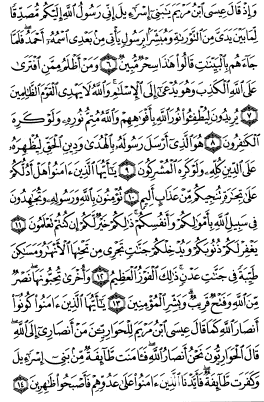 وَإِذْ قَالَ عِيسَى ٱبْنُ مَرْيَمَ يَٰبَنِىٓ إِسْرَٰٓءِيلَ إِنِّى رَسُولُ ٱللَّهِ إِلَيْكُم مُّصَدِّقًا
لِّمَا بَيْنَ يَدَىَّ مِنَ ٱلتَّوْرَىٰةِ وَمُبَشِّرًۢا بِرَسُولٍ يَأْتِى مِنۢ بَعْدِى ٱسْمُهُۥٓ أَحْمَدُ فَلَمَّا
جَآءَهُم بِٱلْبَيِّنَٰتِ قَالُوا۟ هَٰذَا سِحْرٌ مُّبِينٌ ٦ وَمَنْ أَظْلَمُ مِمَّنِ ٱفْتَرَىٰ
عَلَى ٱللَّهِ ٱلْكَذِبَ وَهُوَ يُدْعَىٰٓ إِلَى ٱلْإِسْلَٰمِ وَٱللَّهُ لَا يَهْدِى ٱلْقَوْمَ ٱلظَّٰلِمِينَ
٧ يُرِيدُونَ لِيُطْفِـُٔوا۟ نُورَ ٱللَّهِ بِأَفْوَٰهِهِمْ وَٱللَّهُ مُتِمُّ نُورِهِۦ وَلَوْ كَرِهَ
ٱلْكَٰفِرُونَ ٨ هُوَ ٱلَّذِىٓ أَرْسَلَ رَسُولَهُۥ بِٱلْهُدَىٰ وَدِينِ ٱلْحَقِّ لِيُظْهِرَهُۥ
عَلَى ٱلدِّينِ كُلِّهِۦ وَلَوْ كَرِهَ ٱلْمُشْرِكُونَ ٩ يَٰٓأَيُّهَا ٱلَّذِينَ ءَامَنُوا۟ هَلْ أَدُلُّكُمْ
عَلَىٰ تِجَٰرَةٍ تُنجِيكُم مِّنْ عَذَابٍ أَلِيمٍ ١٠ تُؤْمِنُونَ بِٱللَّهِ وَرَسُولِهِۦ وَتُجَٰهِدُونَ
فِى سَبِيلِ ٱللَّهِ بِأَمْوَٰلِكُمْ وَأَنفُسِكُمْ ذَٰلِكُمْ خَيْرٌ لَّكُمْ إِن كُنتُمْ تَعْلَمُونَ ١١
يَغْفِرْ لَكُمْ ذُنُوبَكُمْ وَيُدْخِلْكُمْ جَنَّٰتٍ تَجْرِى مِن تَحْتِهَا ٱلْأَنْهَٰرُ وَمَسَٰكِنَ
طَيِّبَةً فِى جَنَّٰتِ عَدْنٍ ذَٰلِكَ ٱلْفَوْزُ ٱلْعَظِيمُ ١٢ وَأُخْرَىٰ تُحِبُّونَهَا نَصْرٌ
مِّنَ ٱللَّهِ وَفَتْحٌ قَرِيبٌ وَبَشِّرِ ٱلْمُؤْمِنِينَ ١٣ يَٰٓأَيُّهَا ٱلَّذِينَ ءَامَنُوا۟ كُونُوٓا۟
أَنصَارَ ٱللَّهِ كَمَا قَالَ عِيسَى ٱبْنُ مَرْيَمَ لِلْحَوَارِيِّۦنَ مَنْ أَنصَارِىٓ إِلَى ٱللَّهِ
قَالَ ٱلْحَوَارِيُّونَ نَحْنُ أَنصَارُ ٱللَّهِ فَـَٔامَنَت طَّآئِفَةٌ مِّنۢ بَنِىٓ إِسْرَٰٓءِيلَ
وَكَفَرَت طَّآئِفَةٌ فَأَيَّدْنَا ٱلَّذِينَ ءَامَنُوا۟ عَلَىٰ عَدُوِّهِمْ فَأَصْبَحُوا۟ ظَٰهِرِينَ ١٤